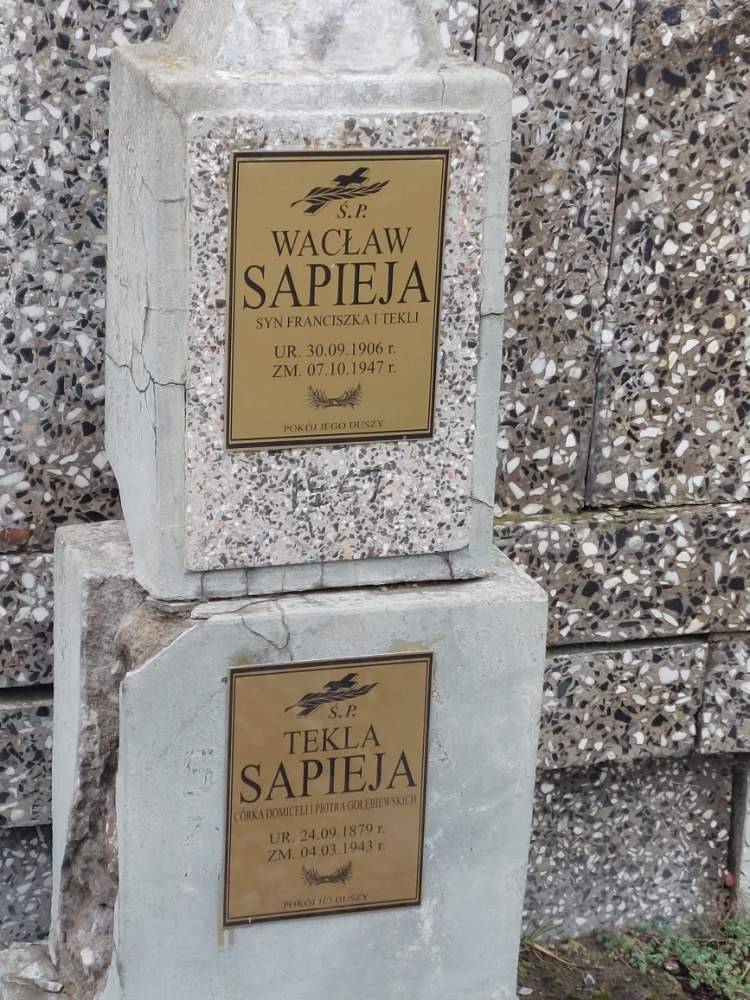 Ś.P.
WACŁAW
SAPIEJA
SYN FRANCISZKA I TEKLI
UR. 30.09.1906 r.
ZM. 07.10.1947 r.
POKÓJ JEGO DUSZY
Ś.P.
TEKLA
SAPIEJA
CÓRKA DOMICELI I PIOTRA GOŁĘBIEWSKICH
UR. 24.09.1879 r.
ZM. 04.03.1943 r.
POKÓJ JEJ DUSZY